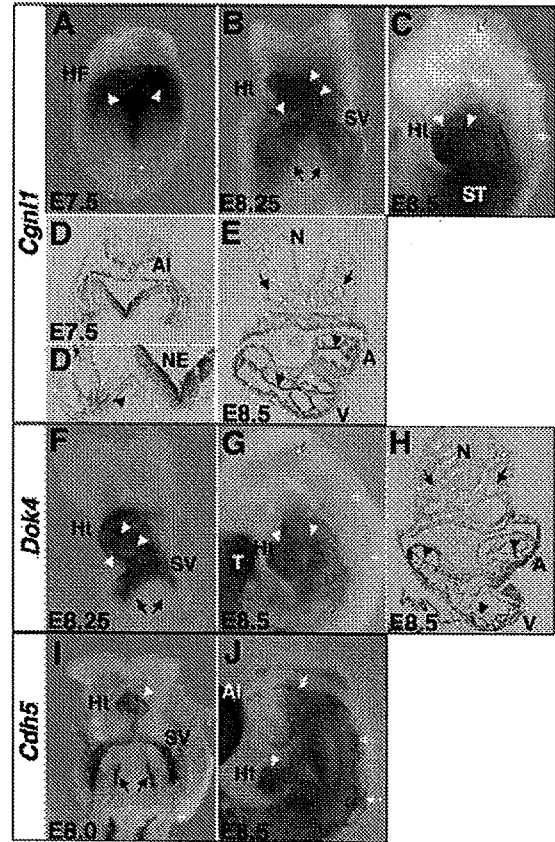 A
HF
E7.5
B
Ht
SV
E8.25
C
Ht
ST
E8.5
Cgnl1
D
Al
E7.5
D'
NE
E
N
A
V
E8.5
Dok4
F
Ht
SV
E8.25
G
T
Ht
E8.5
H
N
A
V
E8.5
Cdh5
I
Ht
SV
E8.0
J
Al
Ht
E8.5